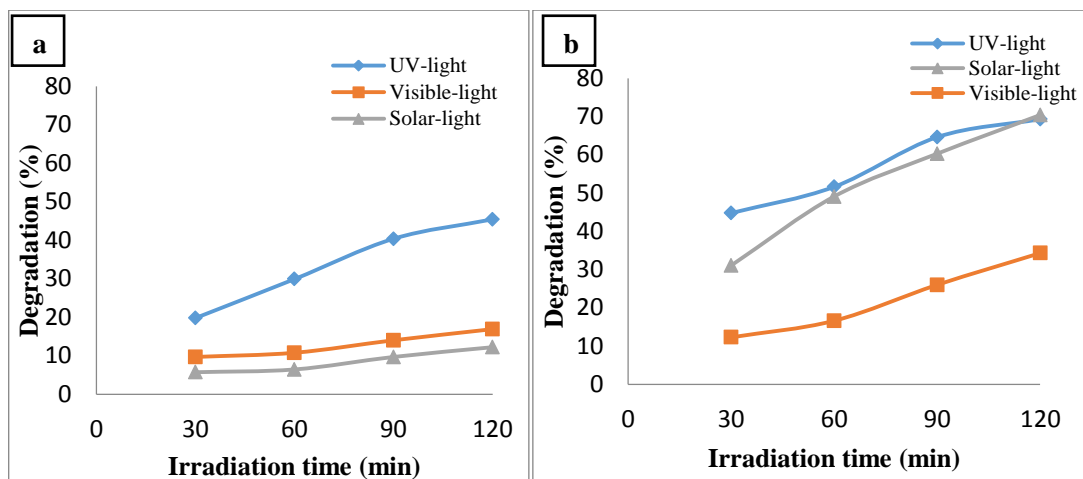 a
UV-light
Visible-light
Solar-light
80
70
60
50
40
30
20
10
0
0 30 60 90 120
Degradation (%)
Irradiation time (min)
b
UV-light
Solar-light
Visible-light
80
70
60
50
40
30
20
10
0
0 30 60 90 120
Degradation (%)
Irradiation time (min)